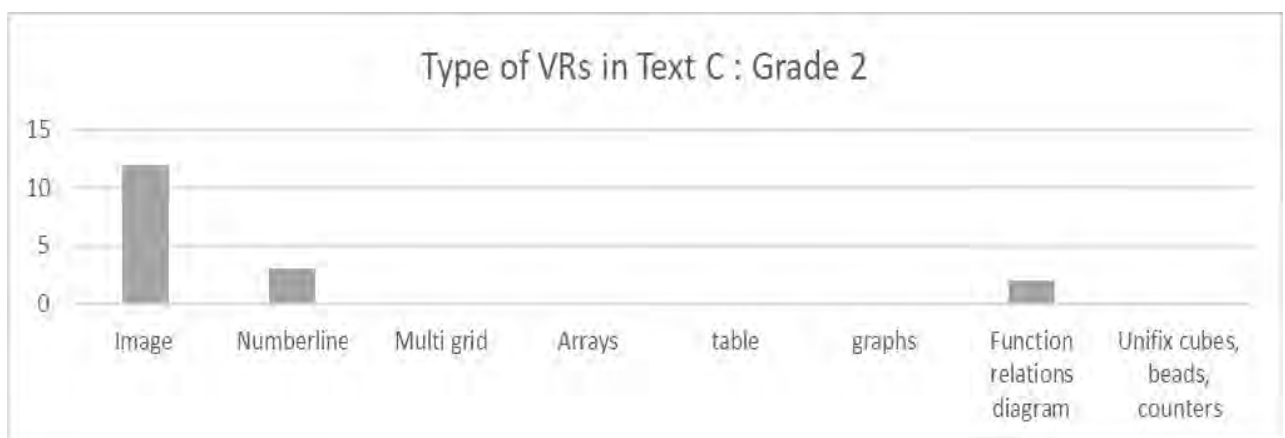 Type of VRs in Text C : Grade 2
15
10
5
0
Image Numberline Multi grid Arrays table graphs Function relations diagram Unifix cubes, beads, counters